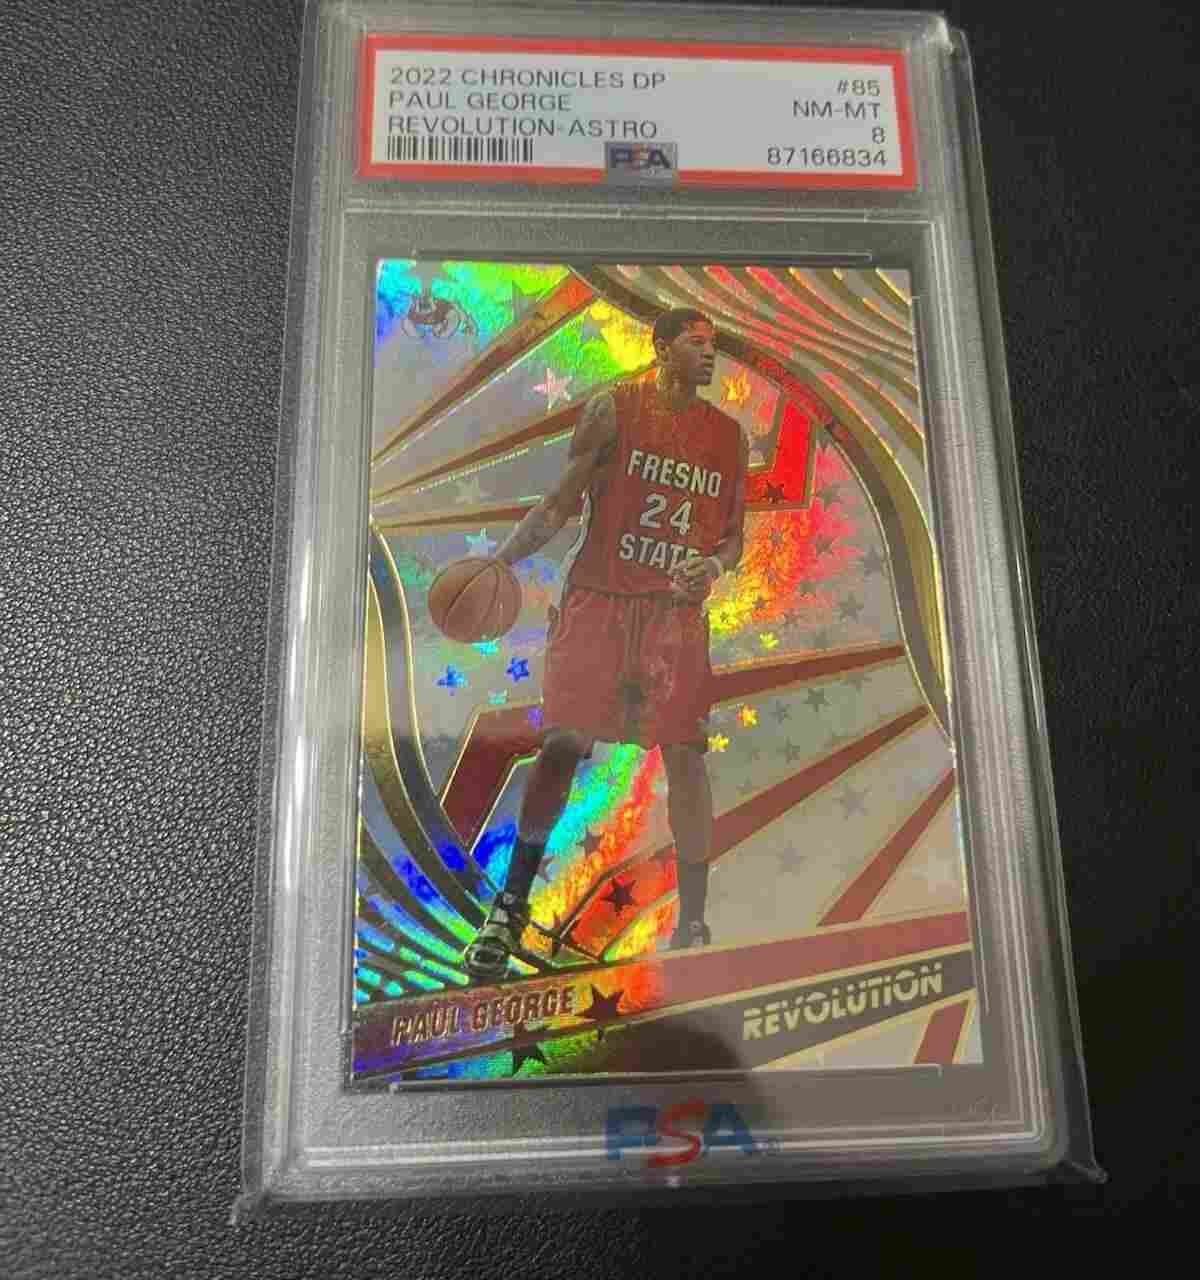 2022 CHRONICLES DP
PAUL GEORGE
REVOLUTION-ASTRO
#85
NM-MT
8
87166834
PSA
FRESNO
24
STATE
PAUL GEORGE
REVOLUTION
PSA